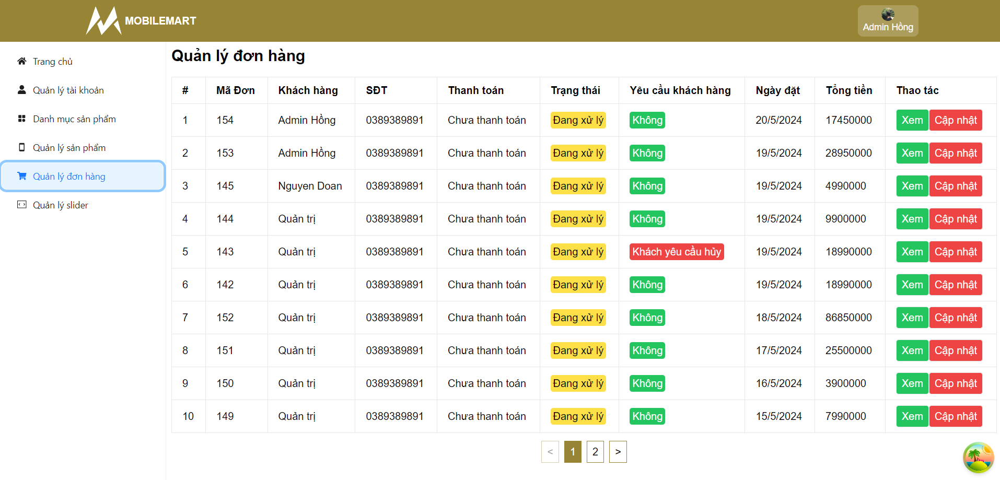 MOBILEMART
Admin Hồng
Trang chủ
Quản lý tài khoản
Danh mục sản phẩm
Quản lý sản phẩm
Quản lý đơn hàng
Quản lý slider
Quản lý đơn hàng
# Mã Đơn Khách hàng SĐT Thanh toán Trạng thái Yêu cầu khách hàng Ngày đặt Tổng tiền Thao tác
1 154 Admin Hồng 0389389891 Chưa thanh toán Đang xử lý Không 20/5/2024 17450000 Xem Cập nhật
2 153 Admin Hồng 0389389891 Chưa thanh toán Đang xử lý Không 19/5/2024 28950000 Xem Cập nhật
3 145 Nguyen Doan 0389389891 Chưa thanh toán Đang xử lý Không 19/5/2024 4990000 Xem Cập nhật
4 144 Quản trị 0389389891 Chưa thanh toán Đang xử lý Không 19/5/2024 9900000 Xem Cập nhật
5 143 Quản trị 0389389891 Chưa thanh toán Đang xử lý Khách yêu cầu hủy 19/5/2024 18990000 Xem Cập nhật
6 142 Quản trị 0389389891 Chưa thanh toán Đang xử lý Không 19/5/2024 18990000 Xem Cập nhật
7 152 Quản trị 0389389891 Chưa thanh toán Đang xử lý Không 18/5/2024 86850000 Xem Cập nhật
8 151 Quản trị 0389389891 Chưa thanh toán Đang xử lý Không 17/5/2024 25500000 Xem Cập nhật
9 150 Quản trị 0389389891 Chưa thanh toán Đang xử lý Không 16/5/2024 3900000 Xem Cập nhật
10 149 Quản trị 0389389891 Chưa thanh toán Đang xử lý Không 15/5/2024 7990000 Xem Cập nhật
< 1 2 >